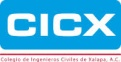 CICX
Colegio de Ingenieros Civiles de Xalapa, A.C.